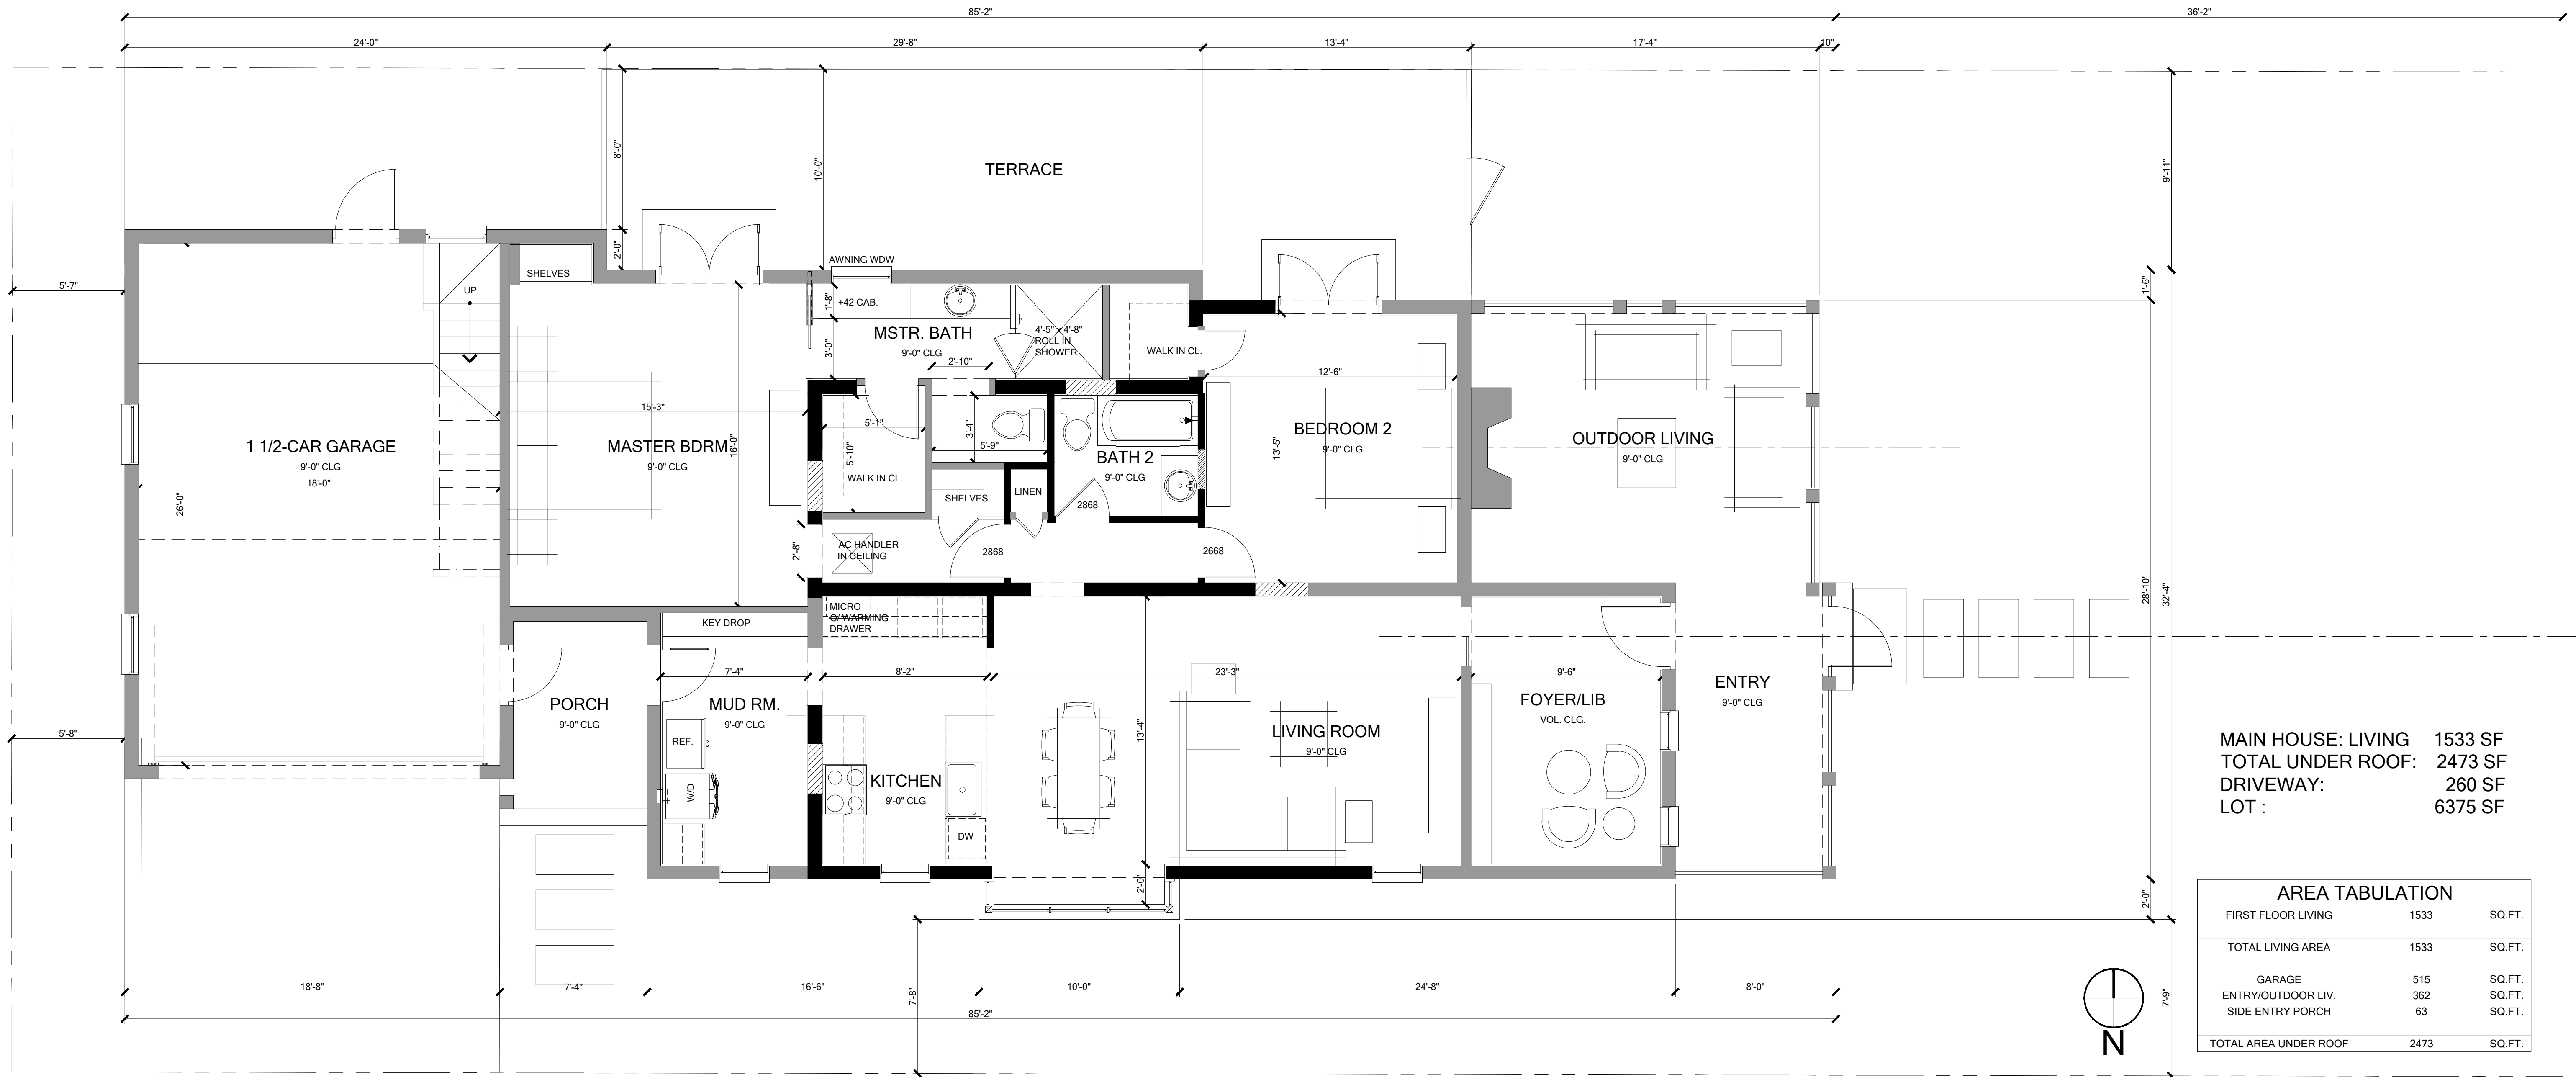 85'-2"
36'-2"
24'-0"
29'-8"
13'-4"
17'-4"
10"
8'-0"
10'-0"
9'-11"
TERRACE
2'-0"
AWNING WDW
SHELVES
5'-7"
UP
1'-8"
+42 CAB.
1'-6"
MSTR. BATH
9'-0" CLG
3'-0"
4'-5" x 4'-8"
ROLL IN
SHOWER
WALK IN CL.
2'-10"
12'-6"
15'-3"
5'-1"
3'-4"
5'-9"
1 1/2-CAR GARAGE
9'-0" CLG
18'-0"
26'-0"
MASTER BDRM
9'-0" CLG
16'-0"
5'-10"
WALK IN CL.
BATH 2
9'-0" CLG
BEDROOM 2
9'-0" CLG
13'-5"
OUTDOOR LIVING
9'-0" CLG
SHELVES
LINEN
2868
2'-8"
AC HANDLER
IN CEILING
2868
2668
28'-10"
32'-4"
MICRO
O/ WARMING
DRAWER
KEY DROP
7'-4"
8'-2"
23'-3"
9'-6"
PORCH
9'-0" CLG
MUD RM.
9'-0" CLG
13'-4"
LIVING ROOM
9'-0" CLG
FOYER/LIB
VOL. CLG.
ENTRY
9'-0" CLG
5'-8"
REF.
W/D
KITCHEN
9'-0" CLG
DW
2'-0"
2'-0"
MAIN HOUSE: LIVING 1533 SF
TOTAL UNDER ROOF: 2473 SF
DRIVEWAY: 260 SF
LOT : 6375 SF
AREA TABULATION
FIRST FLOOR LIVING 1533 SQ.FT.
TOTAL LIVING AREA 1533 SQ.FT.
GARAGE 515 SQ.FT.
ENTRY/OUTDOOR LIV. 362 SQ.FT.
SIDE ENTRY PORCH 63 SQ.FT.
TOTAL AREA UNDER ROOF 2473 SQ.FT.
18'-8"
7'-4"
16'-6"
7'-8"
10'-0"
24'-8"
8'-0"
7'-9"
85'-2"
N